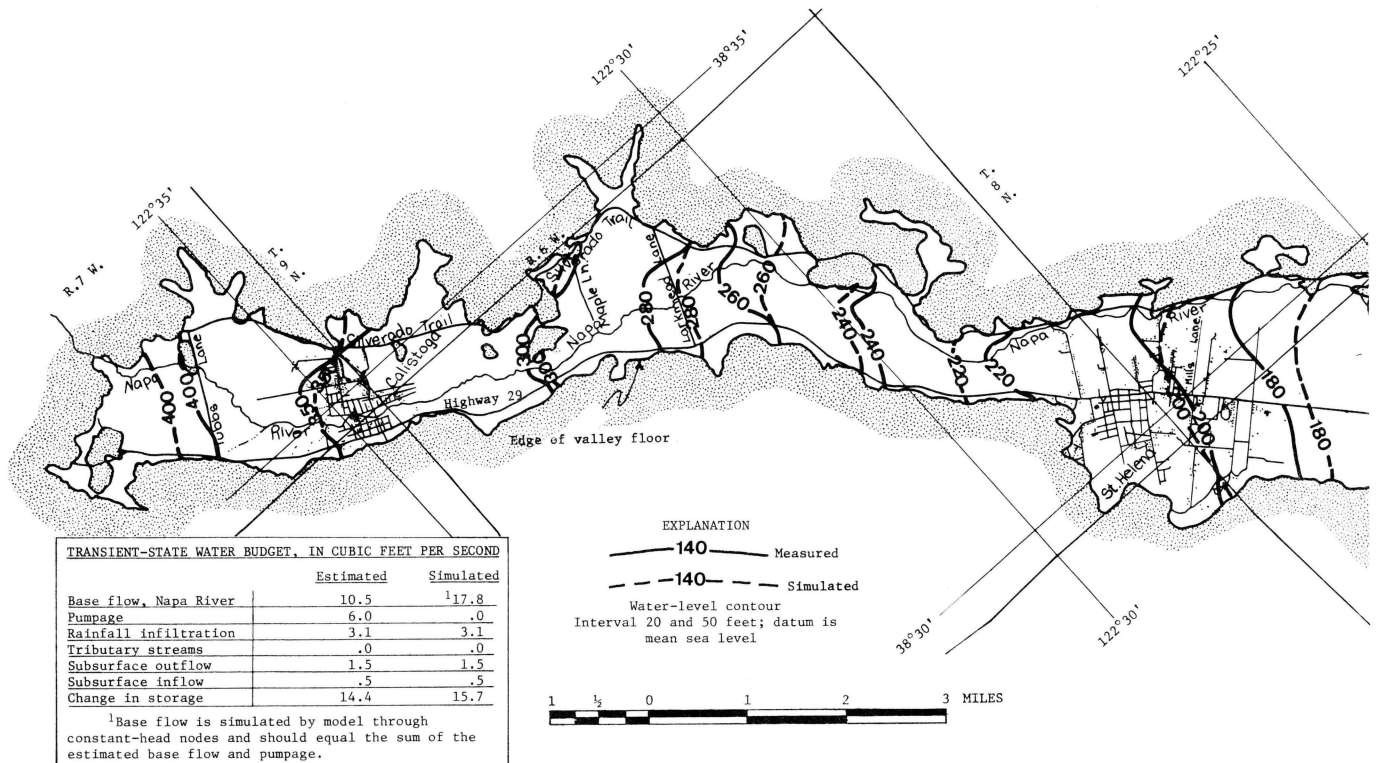 122°30'
38°35'
122°25'
T. 8 N.
122°35'
T. 9 N.
R.6 W.
R.7 W.
Silverado Trail
Maple Ln
Larkmead Lane
Napa River
Silverado Trail
Calistoga
Napa
Tubbs Lane
400
400
350
350
300
300
280
280
260
260
240
240
220
220
200
200
180
180
Napa River
Napa River
Highway 29
Edge of valley floor
Mills Lane
St. Helena
38°30'
122°30'
TRANSIENT-STATE WATER BUDGET, IN CUBIC FEET PER SECOND
Estimated Simulated
Base flow, Napa River 10.5 ¹17.8
Pumpage 6.0 .0
Rainfall infiltration 3.1 3.1
Tributary streams .0 .0
Subsurface outflow 1.5 1.5
Subsurface inflow .5 .5
Change in storage 14.4 15.7
¹Base flow is simulated by model through
constant-head nodes and should equal the sum of the
estimated base flow and pumpage.
EXPLANATION
140 Measured
140 Simulated
Water-level contour
Interval 20 and 50 feet; datum is
mean sea level
1 ½ 0 1 2 3 MILES